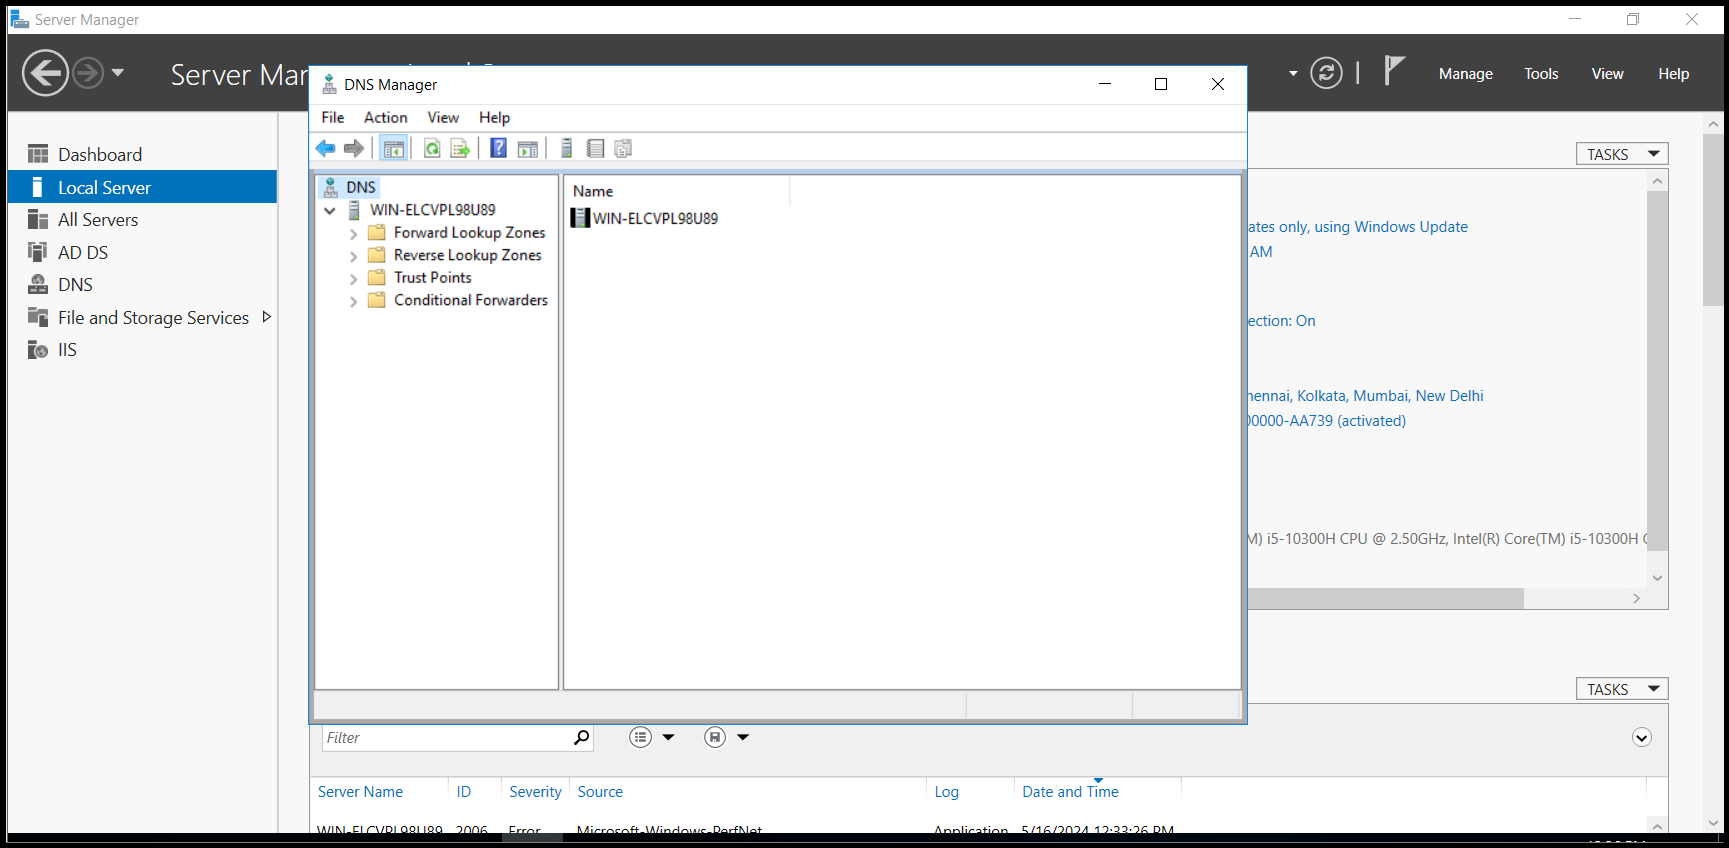 Server Manager
Server Mar
Manage Tools View Help
DNS Manager
File Action View Help
Dashboard
Local Server
All Servers
AD DS
DNS
File and Storage Services
IIS
DNS
WIN-ELCVPL98U89
Forward Lookup Zones
Reverse Lookup Zones
Trust Points
Conditional Forwarders
Name
WIN-ELCVPL98U89
TASKS
ates only, using Windows Update
AM
ection: On
hennai, Kolkata, Mumbai, New Delhi
00000-AA739 (activated)
M) i5-10300H CPU @ 2.50GHz, Intel(R) Core(TM) i5-10300H
TASKS
Filter
Server Name ID Severity Source Log Date and Time
WIN-ELCVPL98U89 2006 Error Microsoft-Windows-PerfNet Application 5/16/2024 12:33:26 PM